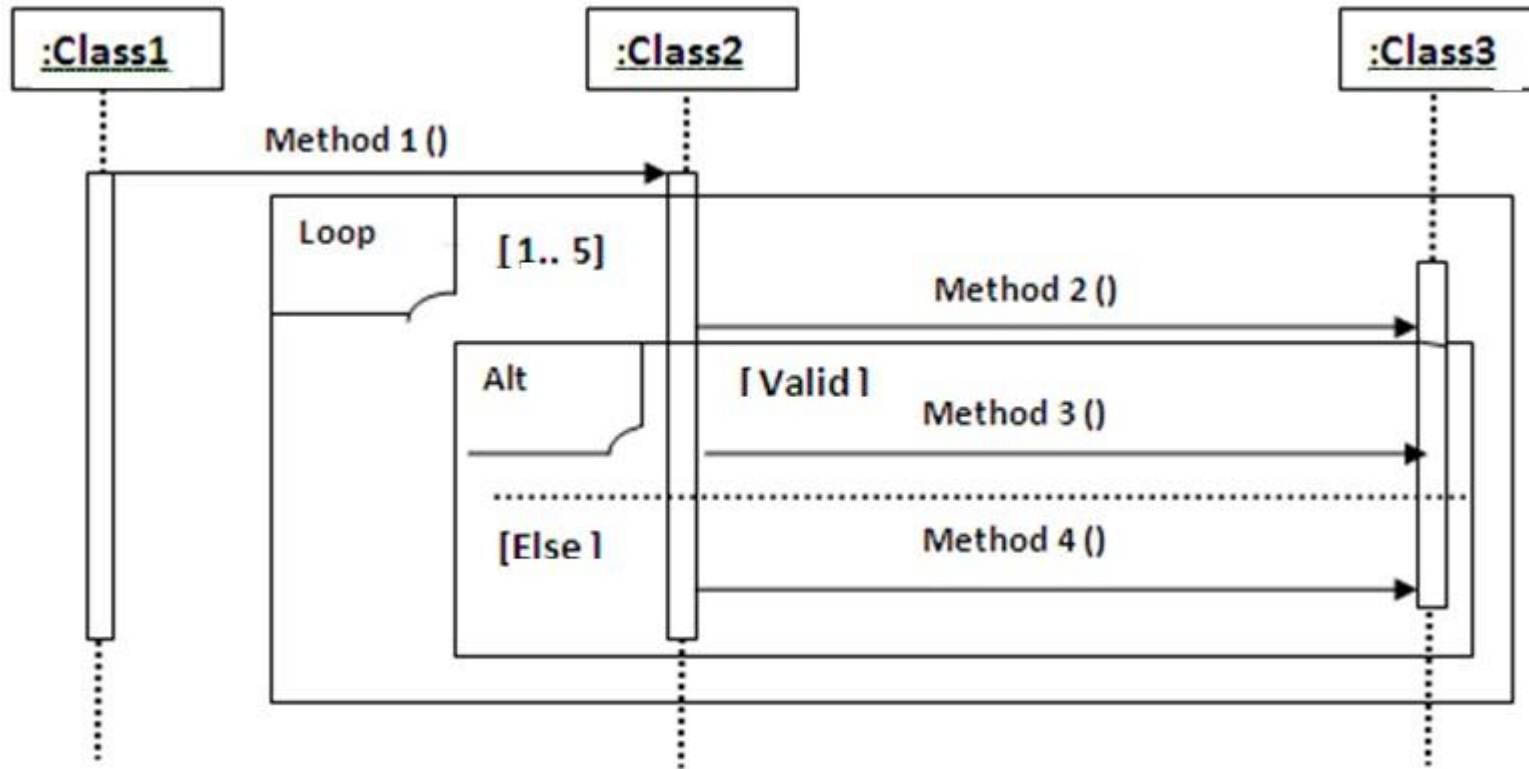 :Class1
:Class2
:Class3
Method 1 ()
Loop
[1.. 5]
Method 2 ()
Alt
[Valid]
Method 3 ()
[Else]
Method 4 ()